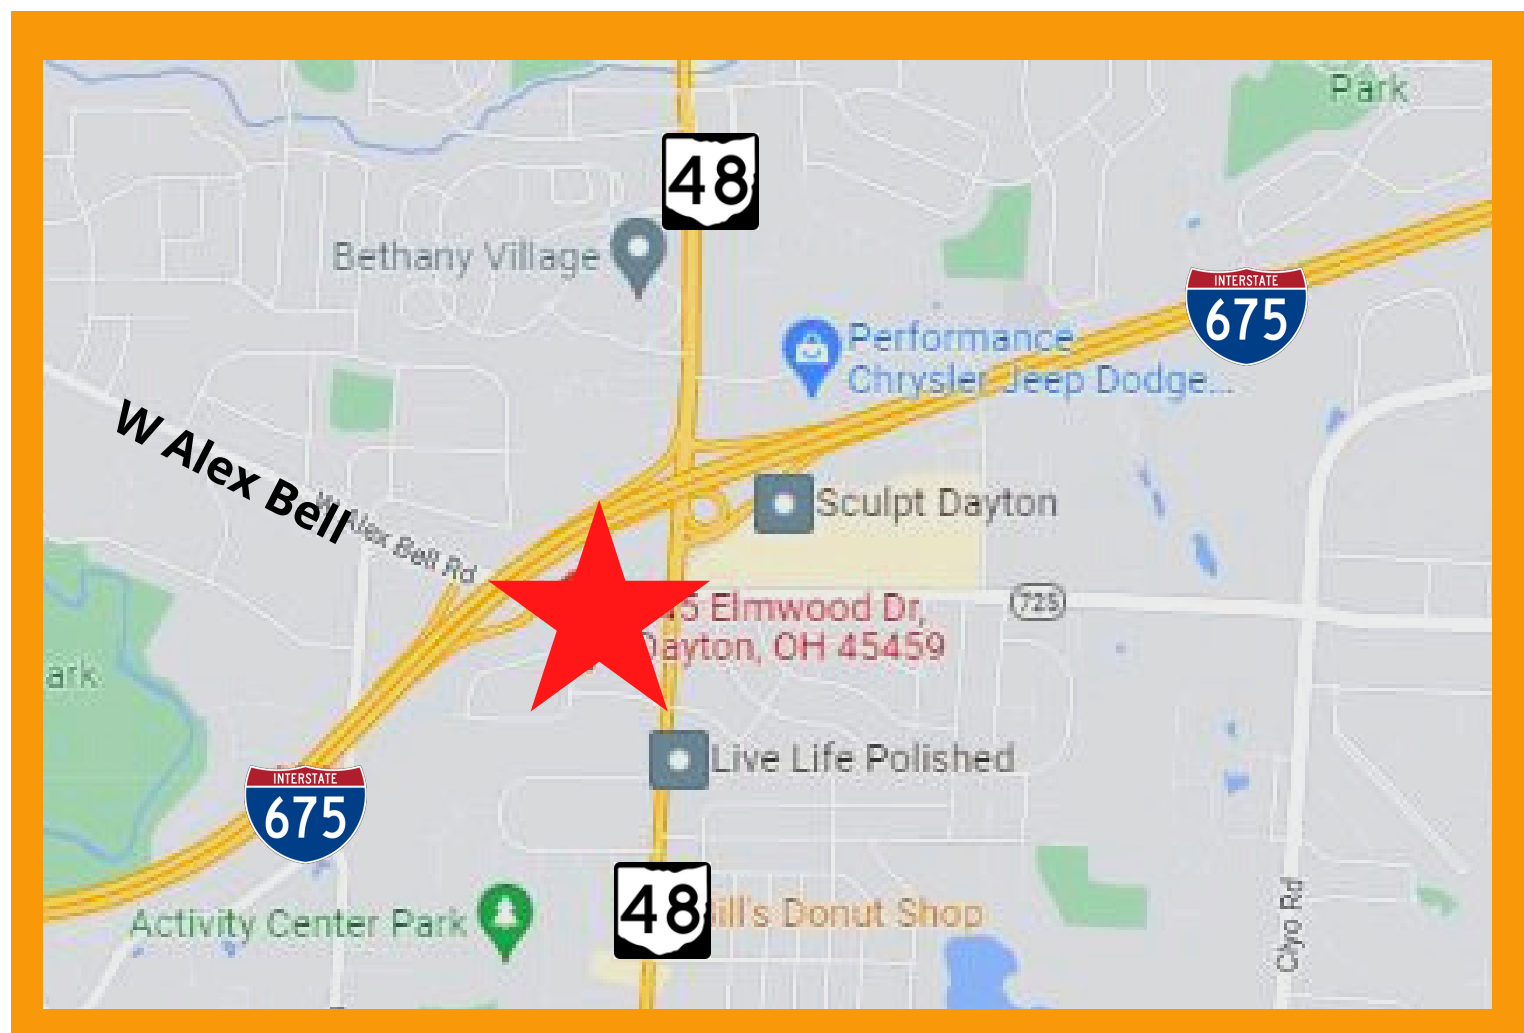 Park
48
Bethany Village
INTERSTATE
675
Performance
Chrysler Jeep Dodge...
W Alex Bell
W Alex Bell Rd
Sculpt Dayton
5 Elmwood Dr,
Dayton, OH 45459
725
ark
Live Life Polished
INTERSTATE
675
48
ill's Donut Shop
Activity Center Park
Clyo Rd